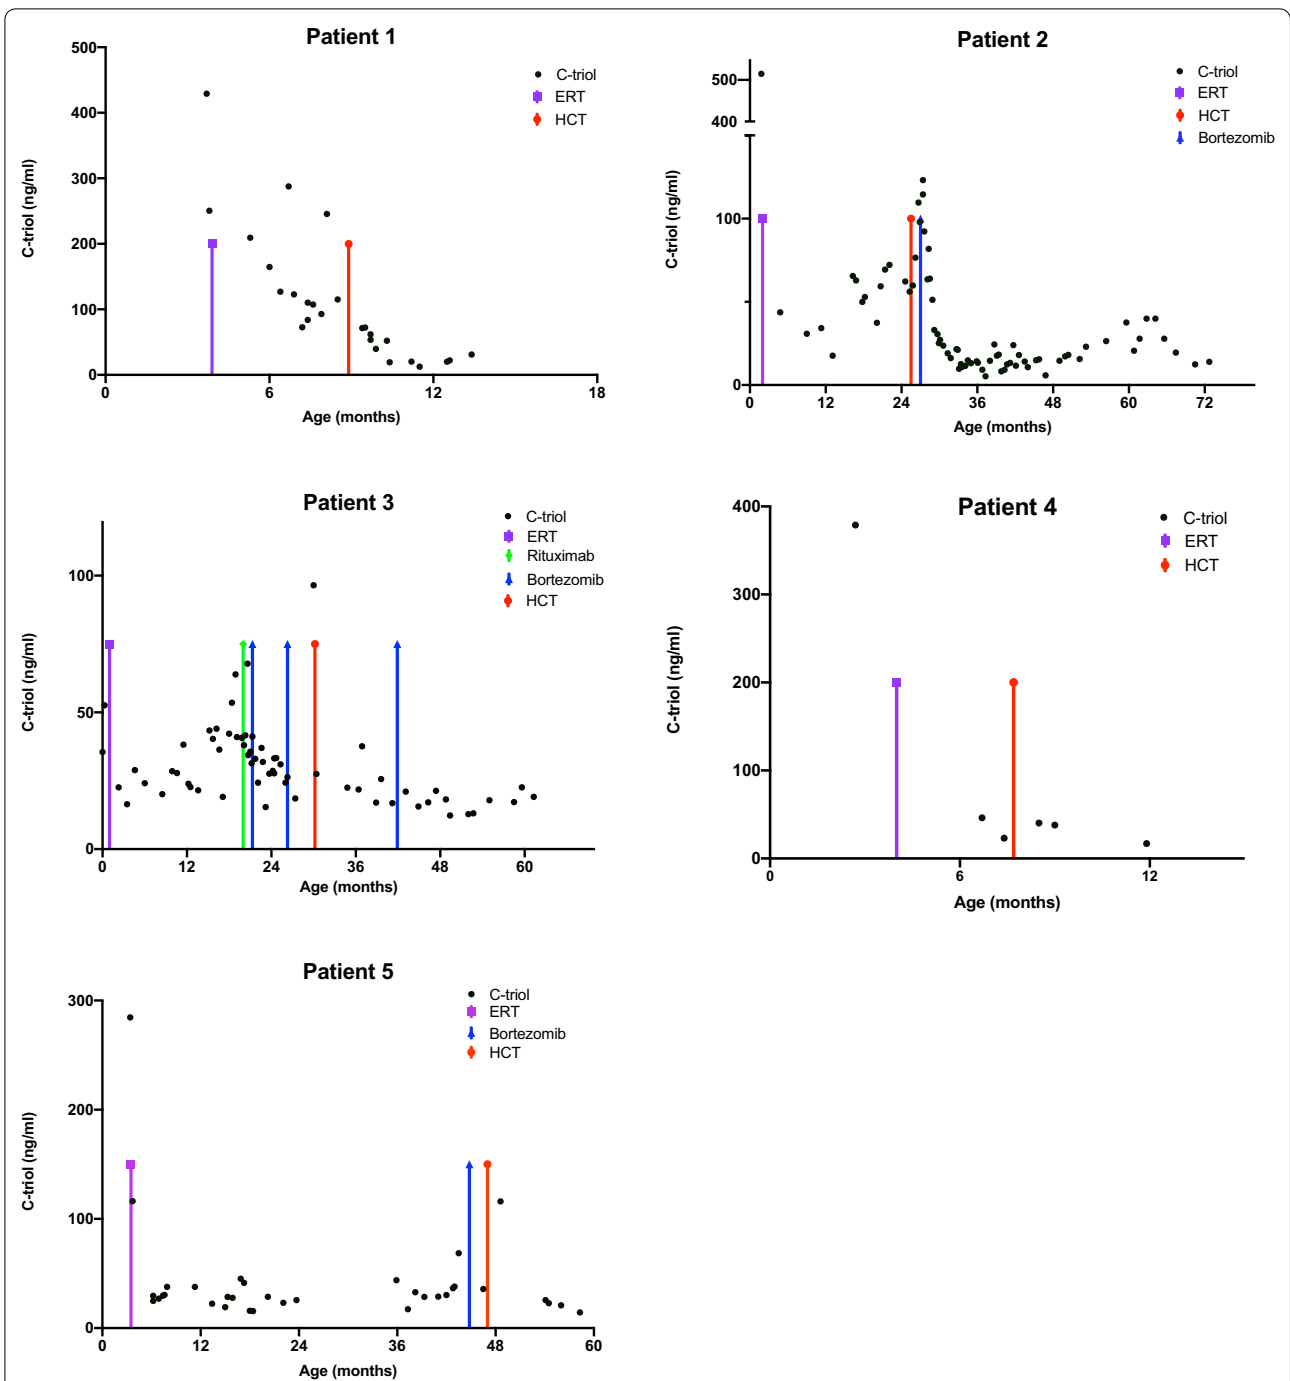 Patient 1
500
400
300
200
100
0
0 6 12 18
C-triol (ng/ml)
Age (months)
C-triol
ERT
HCT
Patient 2
500
400
100
0
0 12 24 36 48 60 72
C-triol (ng/ml)
Age (months)
C-triol
ERT
HCT
Bortezomib
Patient 3
100
50
0
0 12 24 36 48 60
C-triol (ng/ml)
Age (months)
C-triol
ERT
Rituximab
Bortezomib
HCT
Patient 4
400
300
200
100
0
0 6 12
C-triol (ng/ml)
Age (months)
C-triol
ERT
HCT
Patient 5
300
200
100
0
0 12 24 36 48 60
C-triol (ng/ml)
Age (months)
C-triol
ERT
Bortezomib
HCT